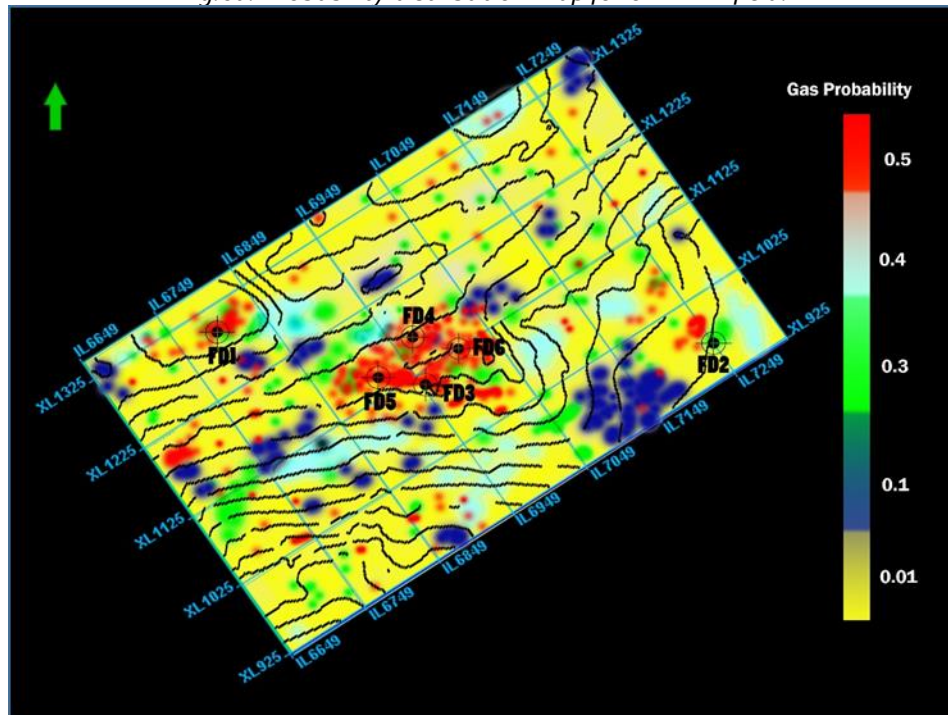 Gas Probability
0.5
0.4
0.3
0.1
0.01
IL6649
IL6749
IL6849
IL6949
IL7049
IL7149
IL7249
XL1325
XL1225
XL1125
XL1025
XL925
XL1325
XL1225
XL1125
XL1025
XL925
IL6649
IL6749
IL6849
IL6949
IL7049
IL7149
IL7249
FD1
FD4
FD6
FD5
FD3
FD2